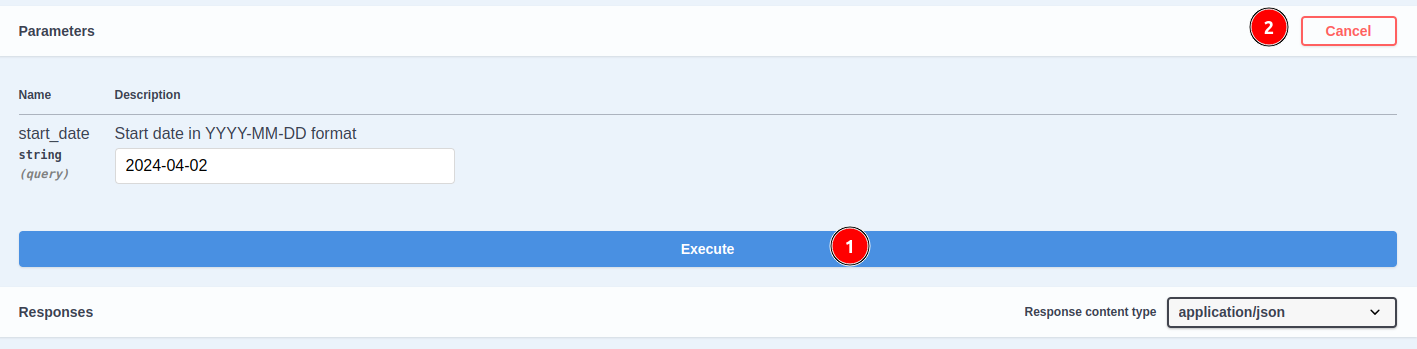 Parameters
2
Cancel
Name
Description
start_date
Start date in YYYY-MM-DD format
string
2024-04-02
(query)
Execute
1
Responses
Response content type
application/json